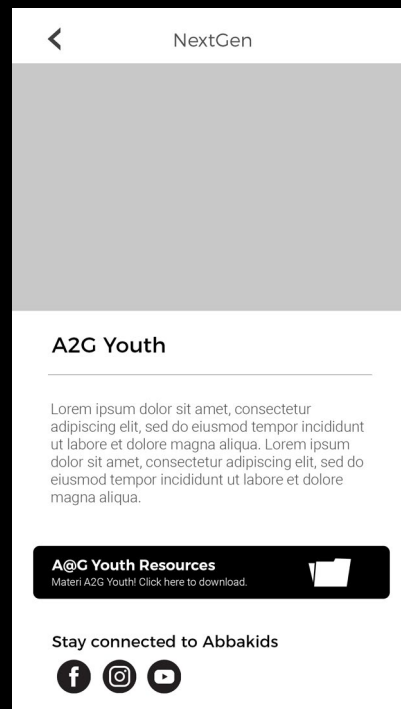 NextGen
A2G Youth
Lorem ipsum dolor sit amet, consectetur
adipiscing elit, sed do eiusmod tempor incididunt
ut labore et dolore magna aliqua. Lorem ipsum
dolor sit amet, consectetur adipiscing elit, sed do
eiusmod tempor incididunt ut labore et dolore
magna aliqua.
A@G Youth Resources
Materi A2G Youth! Click here to download.
Stay connected to Abbakids